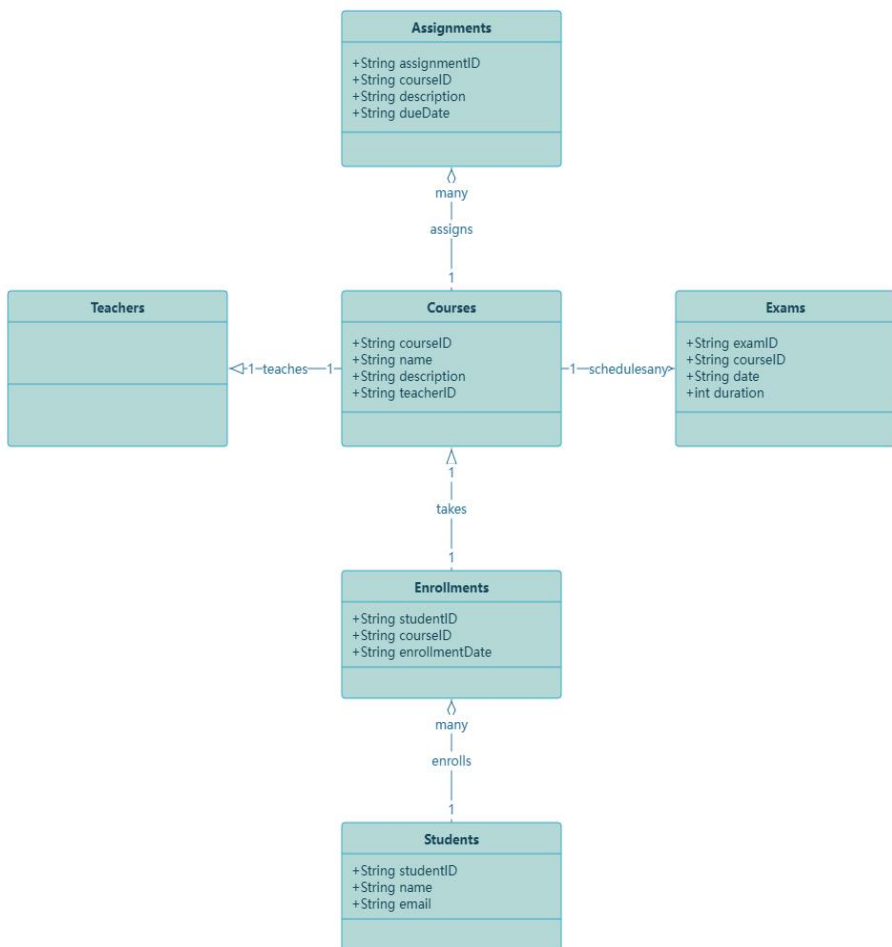 Assignments
+String assignmentID
+String courseID
+String description
+String dueDate
many
assigns
1
Teachers
1
teaches
1
Courses
+String courseID
+String name
+String description
+String teacherID
1
schedulesany
Exams
+String examID
+String courseID
+String date
+int duration
1
takes
1
Enrollments
+String studentID
+String courseID
+String enrollmentDate
many
enrolls
1
Students
+String studentID
+String name
+String email